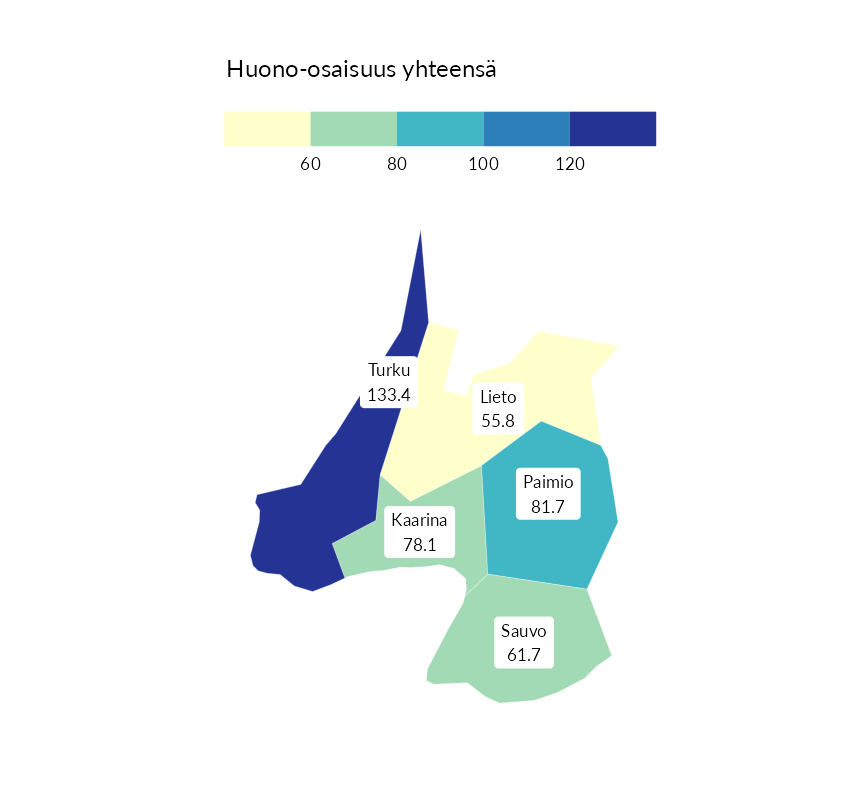 Huono-osaisuus yhteensä
60 80 100 120
Turku
133.4
Lieto
55.8
Paimio
81.7
Kaarina
78.1
Sauvo
61.7